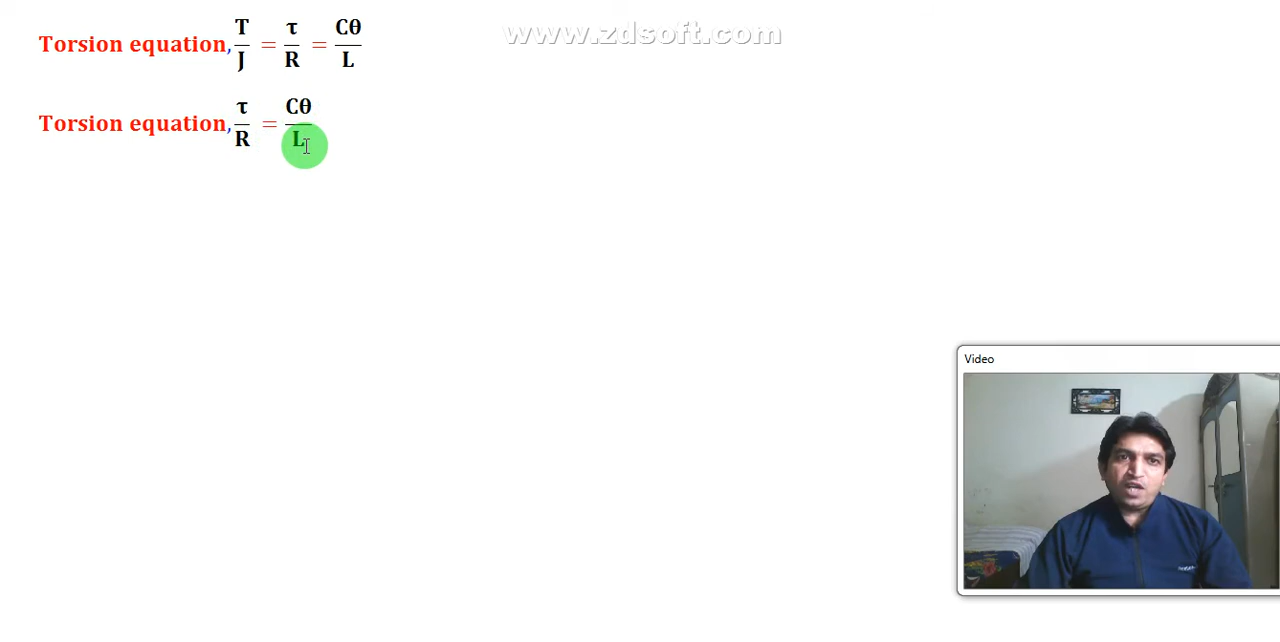 www.zdsoft.com
Torsion equation, T/J = τ/R = Cθ/L
Torsion equation, τ/R = Cθ/L
Video